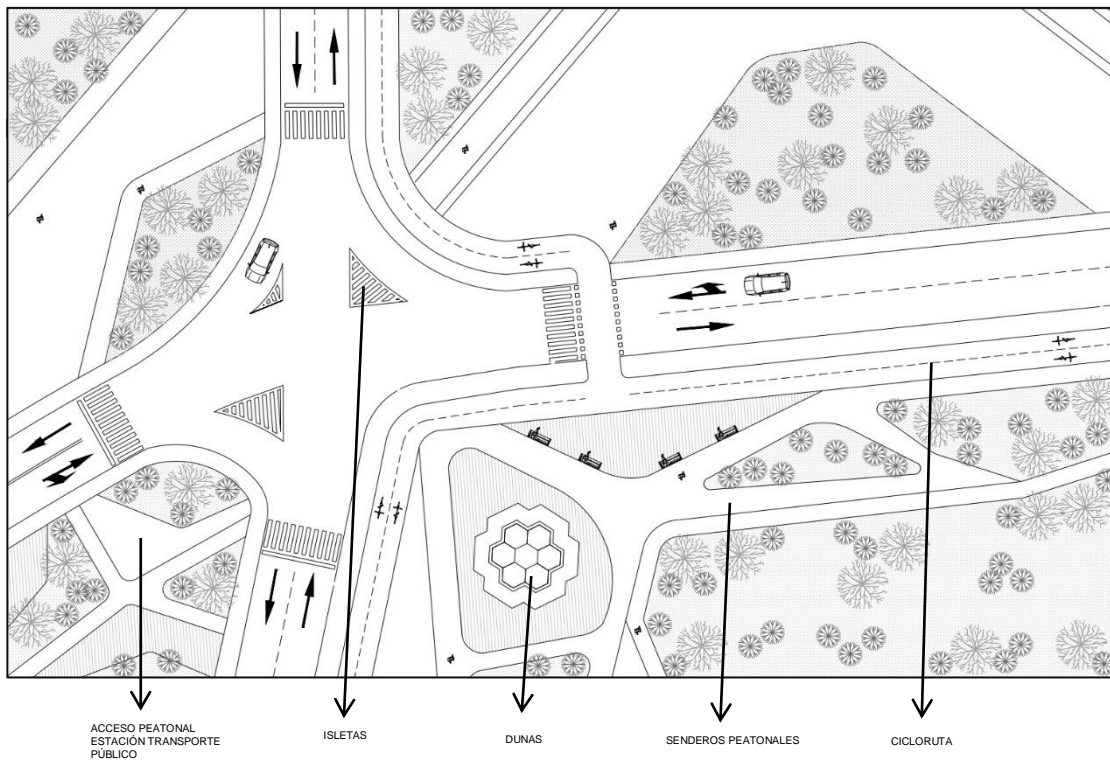 ACCESO PEATONAL
ESTACIÓN TRANSPORTE
PÚBLICO
ISLETAS
DUNAS
SENDEROS PEATONALES
CICLORUTA